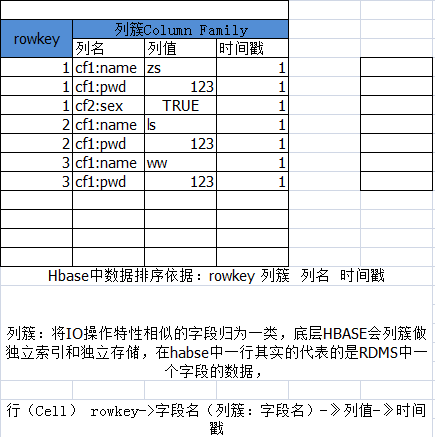 rowkey 列簇Column Family
列名 列值 时间戳
1 cf1:name zs 1
1 cf1:pwd 123 1
1 cf2:sex TRUE 1
2 cf1:name ls 1
2 cf1:pwd 123 1
3 cf1:name ww 1
3 cf1:pwd 123 1
Hbase中数据排序依据：rowkey 列簇 列名 时间戳
列簇：将IO操作特性相似的字段归为一类，底层HBASE会列簇做
独立索引和独立存储，在habse中一行其实的代表的是RDMS中一
个字段的数据，
行（Cell） rowkey->字段名（列簇：字段名）-》列值-》时间
戳